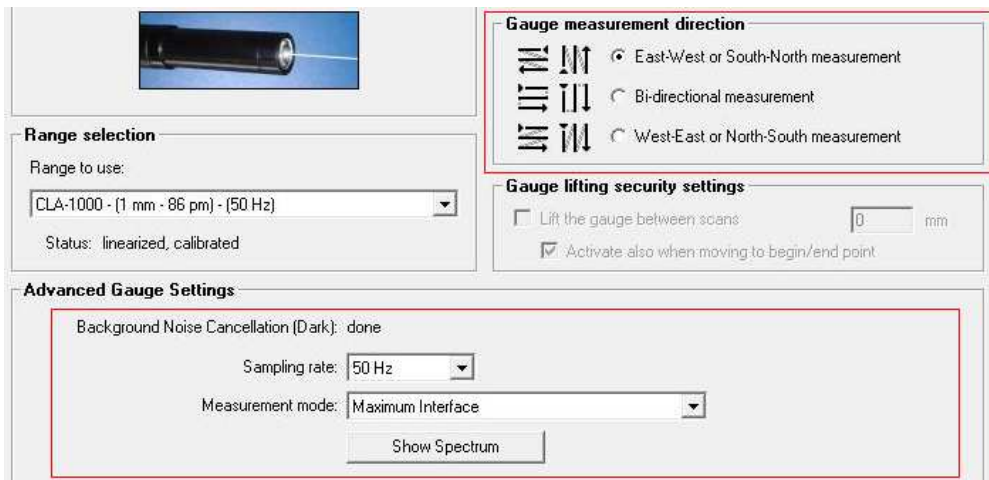 Gauge measurement direction
East-West or South-North measurement
Bi-directional measurement
West-East or North-South measurement
Range selection
Range to use:
CLA-1000 - (1 mm - 86 pm) - (50 Hz)
Status: linearized, calibrated
Gauge lifting security settings
Lift the gauge between scans 0 mm
Activate also when moving to begin/end point
Advanced Gauge Settings
Background Noise Cancellation (Dark): done
Sampling rate: 50 Hz
Measurement mode: Maximum Interface
Show Spectrum